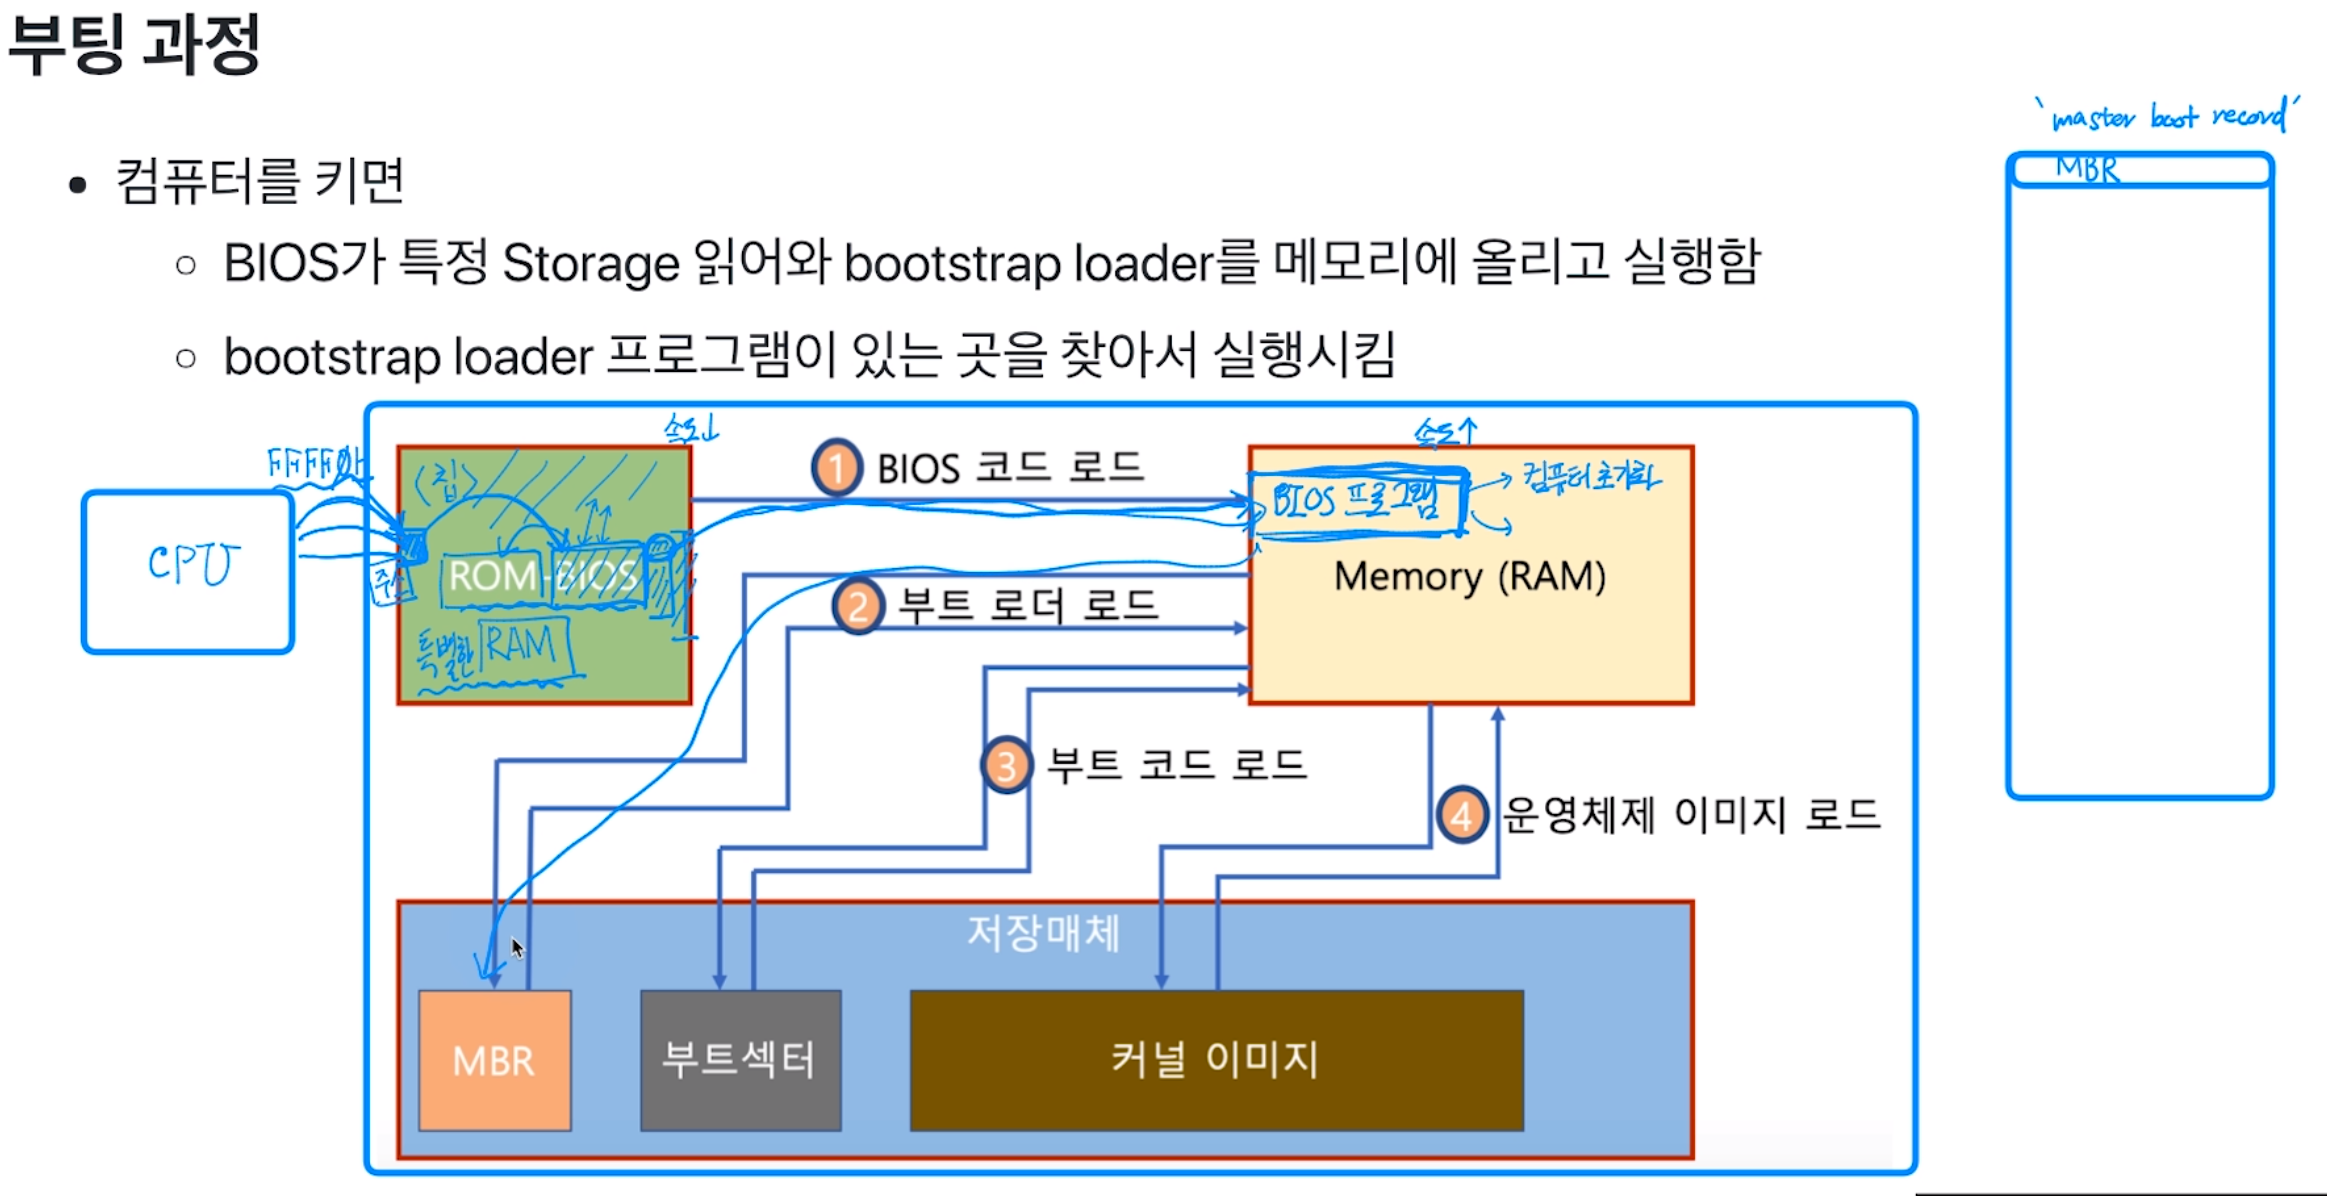 부팅 과정
• 컴퓨터를 키면
◦ BIOS가 특정 Storage 읽어와 bootstrap loader를 메모리에 올리고 실행함
◦ bootstrap loader 프로그램이 있는 곳을 찾아서 실행시킴
'master boot record'
MBR
CPU
속도↓
<칩>
주소
ROM-BIOS
특별한 RAM
① BIOS 코드 로드
속도↑
BIOS 프로그램
컴퓨터 초기화
Memory (RAM)
② 부트 로더 로드
③ 부트 코드 로드
④ 운영체제 이미지 로드
저장매체
MBR
부트섹터
커널 이미지